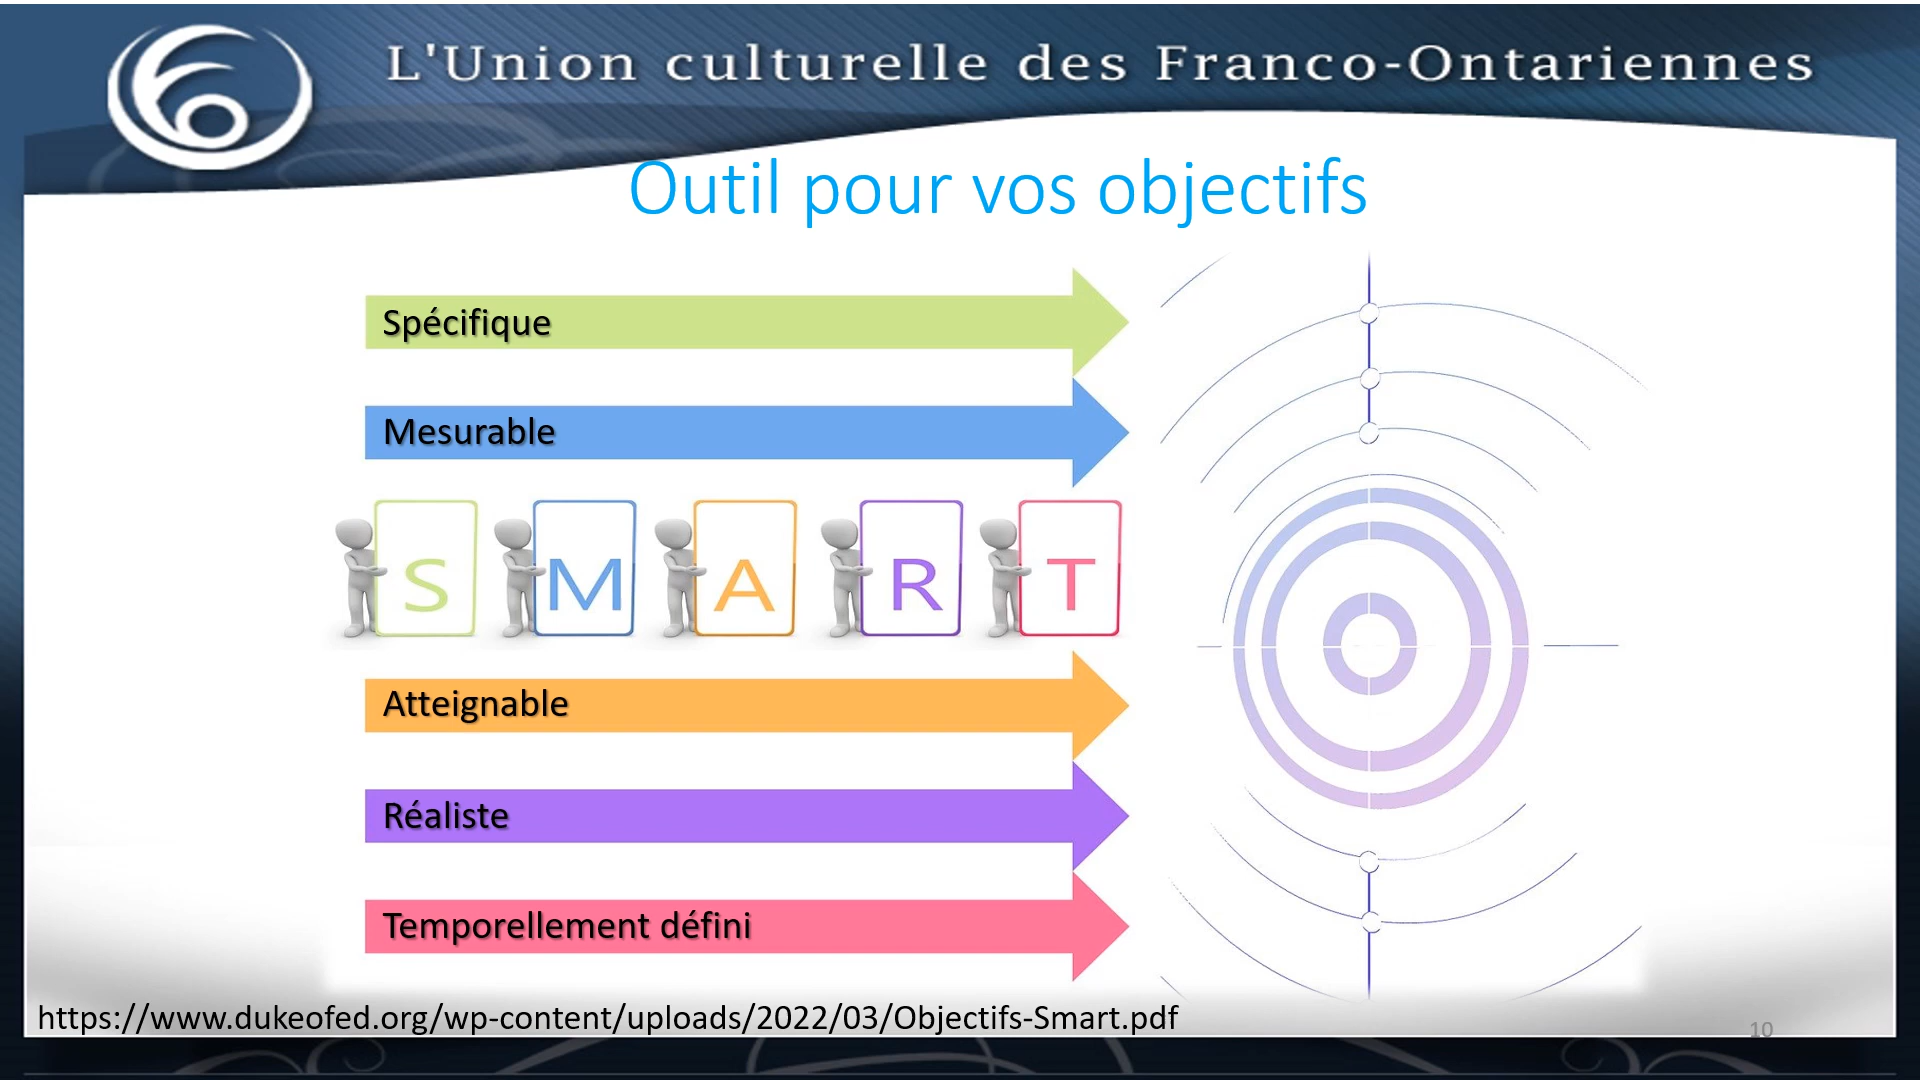 L'Union culturelle des Franco-Ontariennes
Outil pour vos objectifs
Spécifique
Mesurable
S M A R T
Atteignable
Réaliste
Temporellement défini
https://www.dukeofed.org/wp-content/uploads/2022/03/Objectifs-Smart.pdf
10